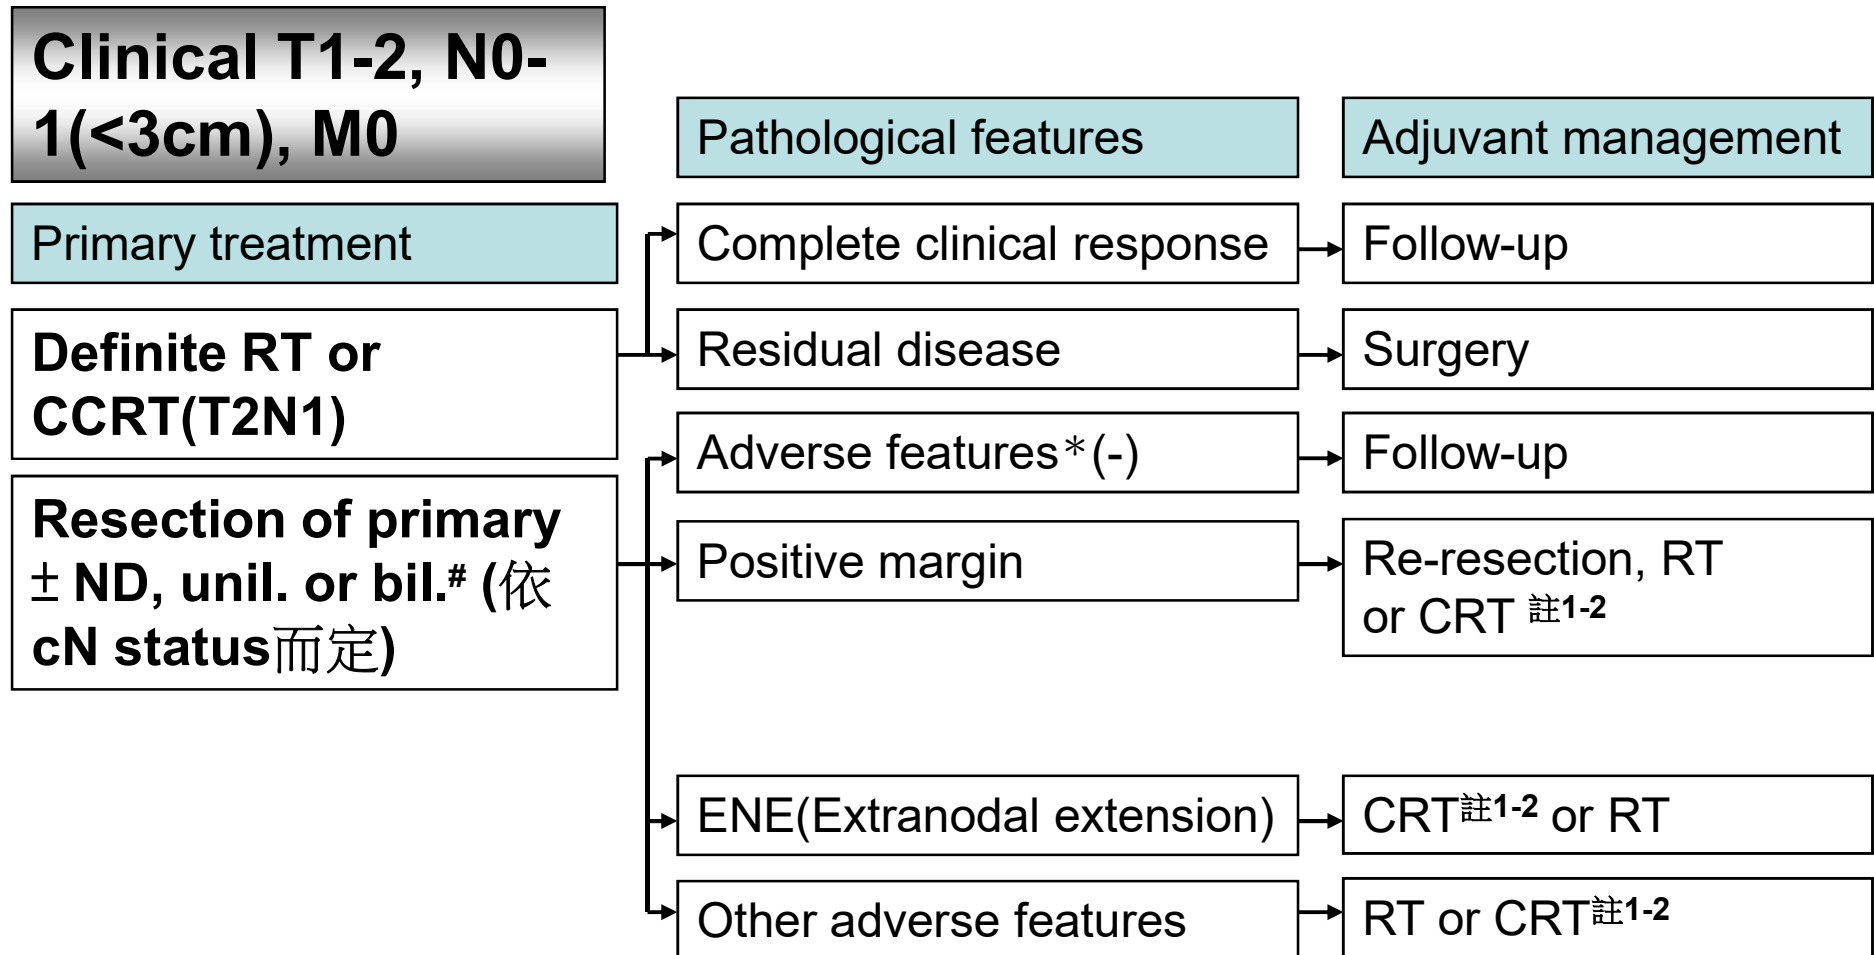 Clinical T1-2, N0-
1(<3cm), M0
Pathological features
Adjuvant management
Primary treatment
Complete clinical response
Follow-up
Definite RT or
CCRT(T2N1)
Residual disease
Surgery
Adverse features*(-)
Follow-up
Resection of primary
± ND, unil. or bil.# (依
cN status而定)
Positive margin
Re-resection, RT
or CRT 註1-2
ENE(Extranodal extension)
CRT註1-2 or RT
Other adverse features
RT or CRT註1-2